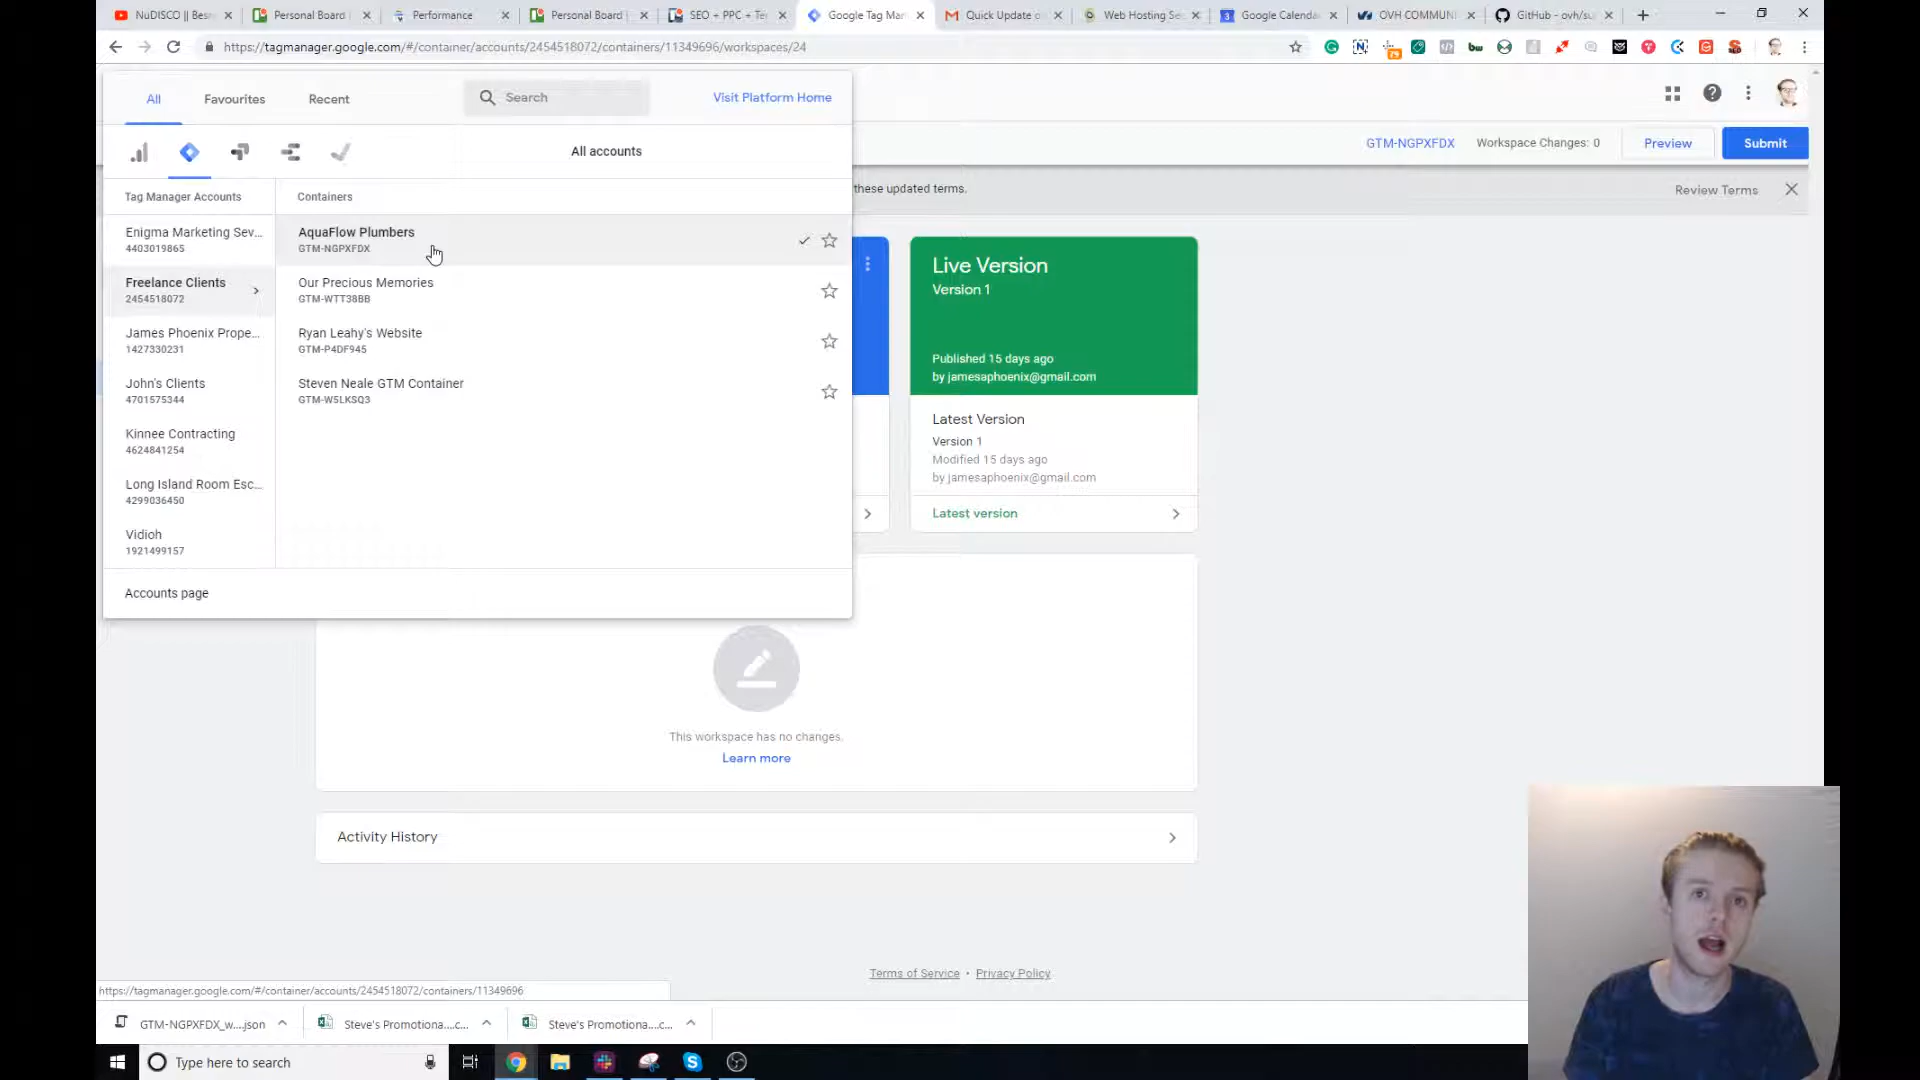 NuDISCO || Bes
Personal Board
Performance
Personal Board
SEO + PPC + Te
Google Tag Man
Quick Update o
Web Hosting Se
Google Calenda
OVH COMMUN
GitHub - ovh/su
https://tagmanager.google.com/#/container/accounts/2454518072/containers/11349696/workspaces/24
All
Favourites
Recent
Search
Visit Platform Home
All accounts
GTM-NGPXFDX
Workspace Changes: 0
Preview
Submit
Tag Manager Accounts
Containers
these updated terms.
Review Terms
Enigma Marketing Sev...
4403019865
Freelance Clients
2454518072
James Phoenix Prope...
1427330231
John's Clients
4701575344
Kinnee Contracting
4624841254
Long Island Room Esc...
4299036450
Vidioh
1921499157
AquaFlow Plumbers
GTM-NGPXFDX
Our Precious Memories
GTM-WTT38BB
Ryan Leahy's Website
GTM-P4DF945
Steven Neale GTM Container
GTM-W5LKSQ3
Accounts page
Live Version
Version 1
Published 15 days ago
by jamesaphoenix@gmail.com
Latest Version
Version 1
Modified 15 days ago
by jamesaphoenix@gmail.com
Latest version
This workspace has no changes.
Learn more
Activity History
Terms of Service • Privacy Policy
https://tagmanager.google.com/#/container/accounts/2454518072/containers/11349696
GTM-NGPXFDX_w....json
Steve's Promotiona....c...
Steve's Promotiona....c...
Type here to search